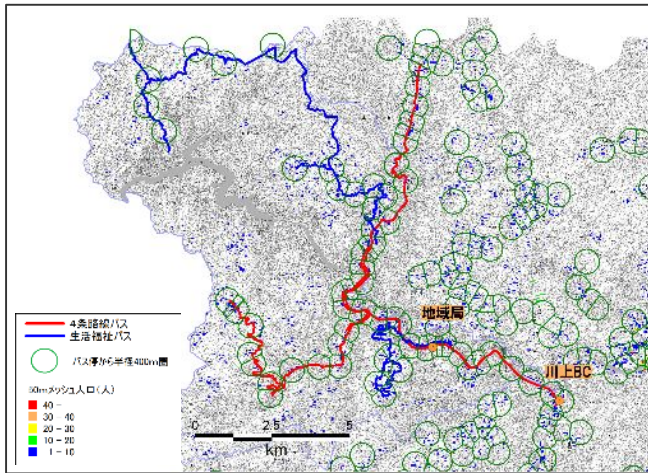 地域局
川上BC
4条路線バス
生活福祉バス
バス停から半径400m圏
50mメッシュ人口(人)
40 -
30 - 40
20 - 30
10 - 20
1 - 10
0 2.5 5
km